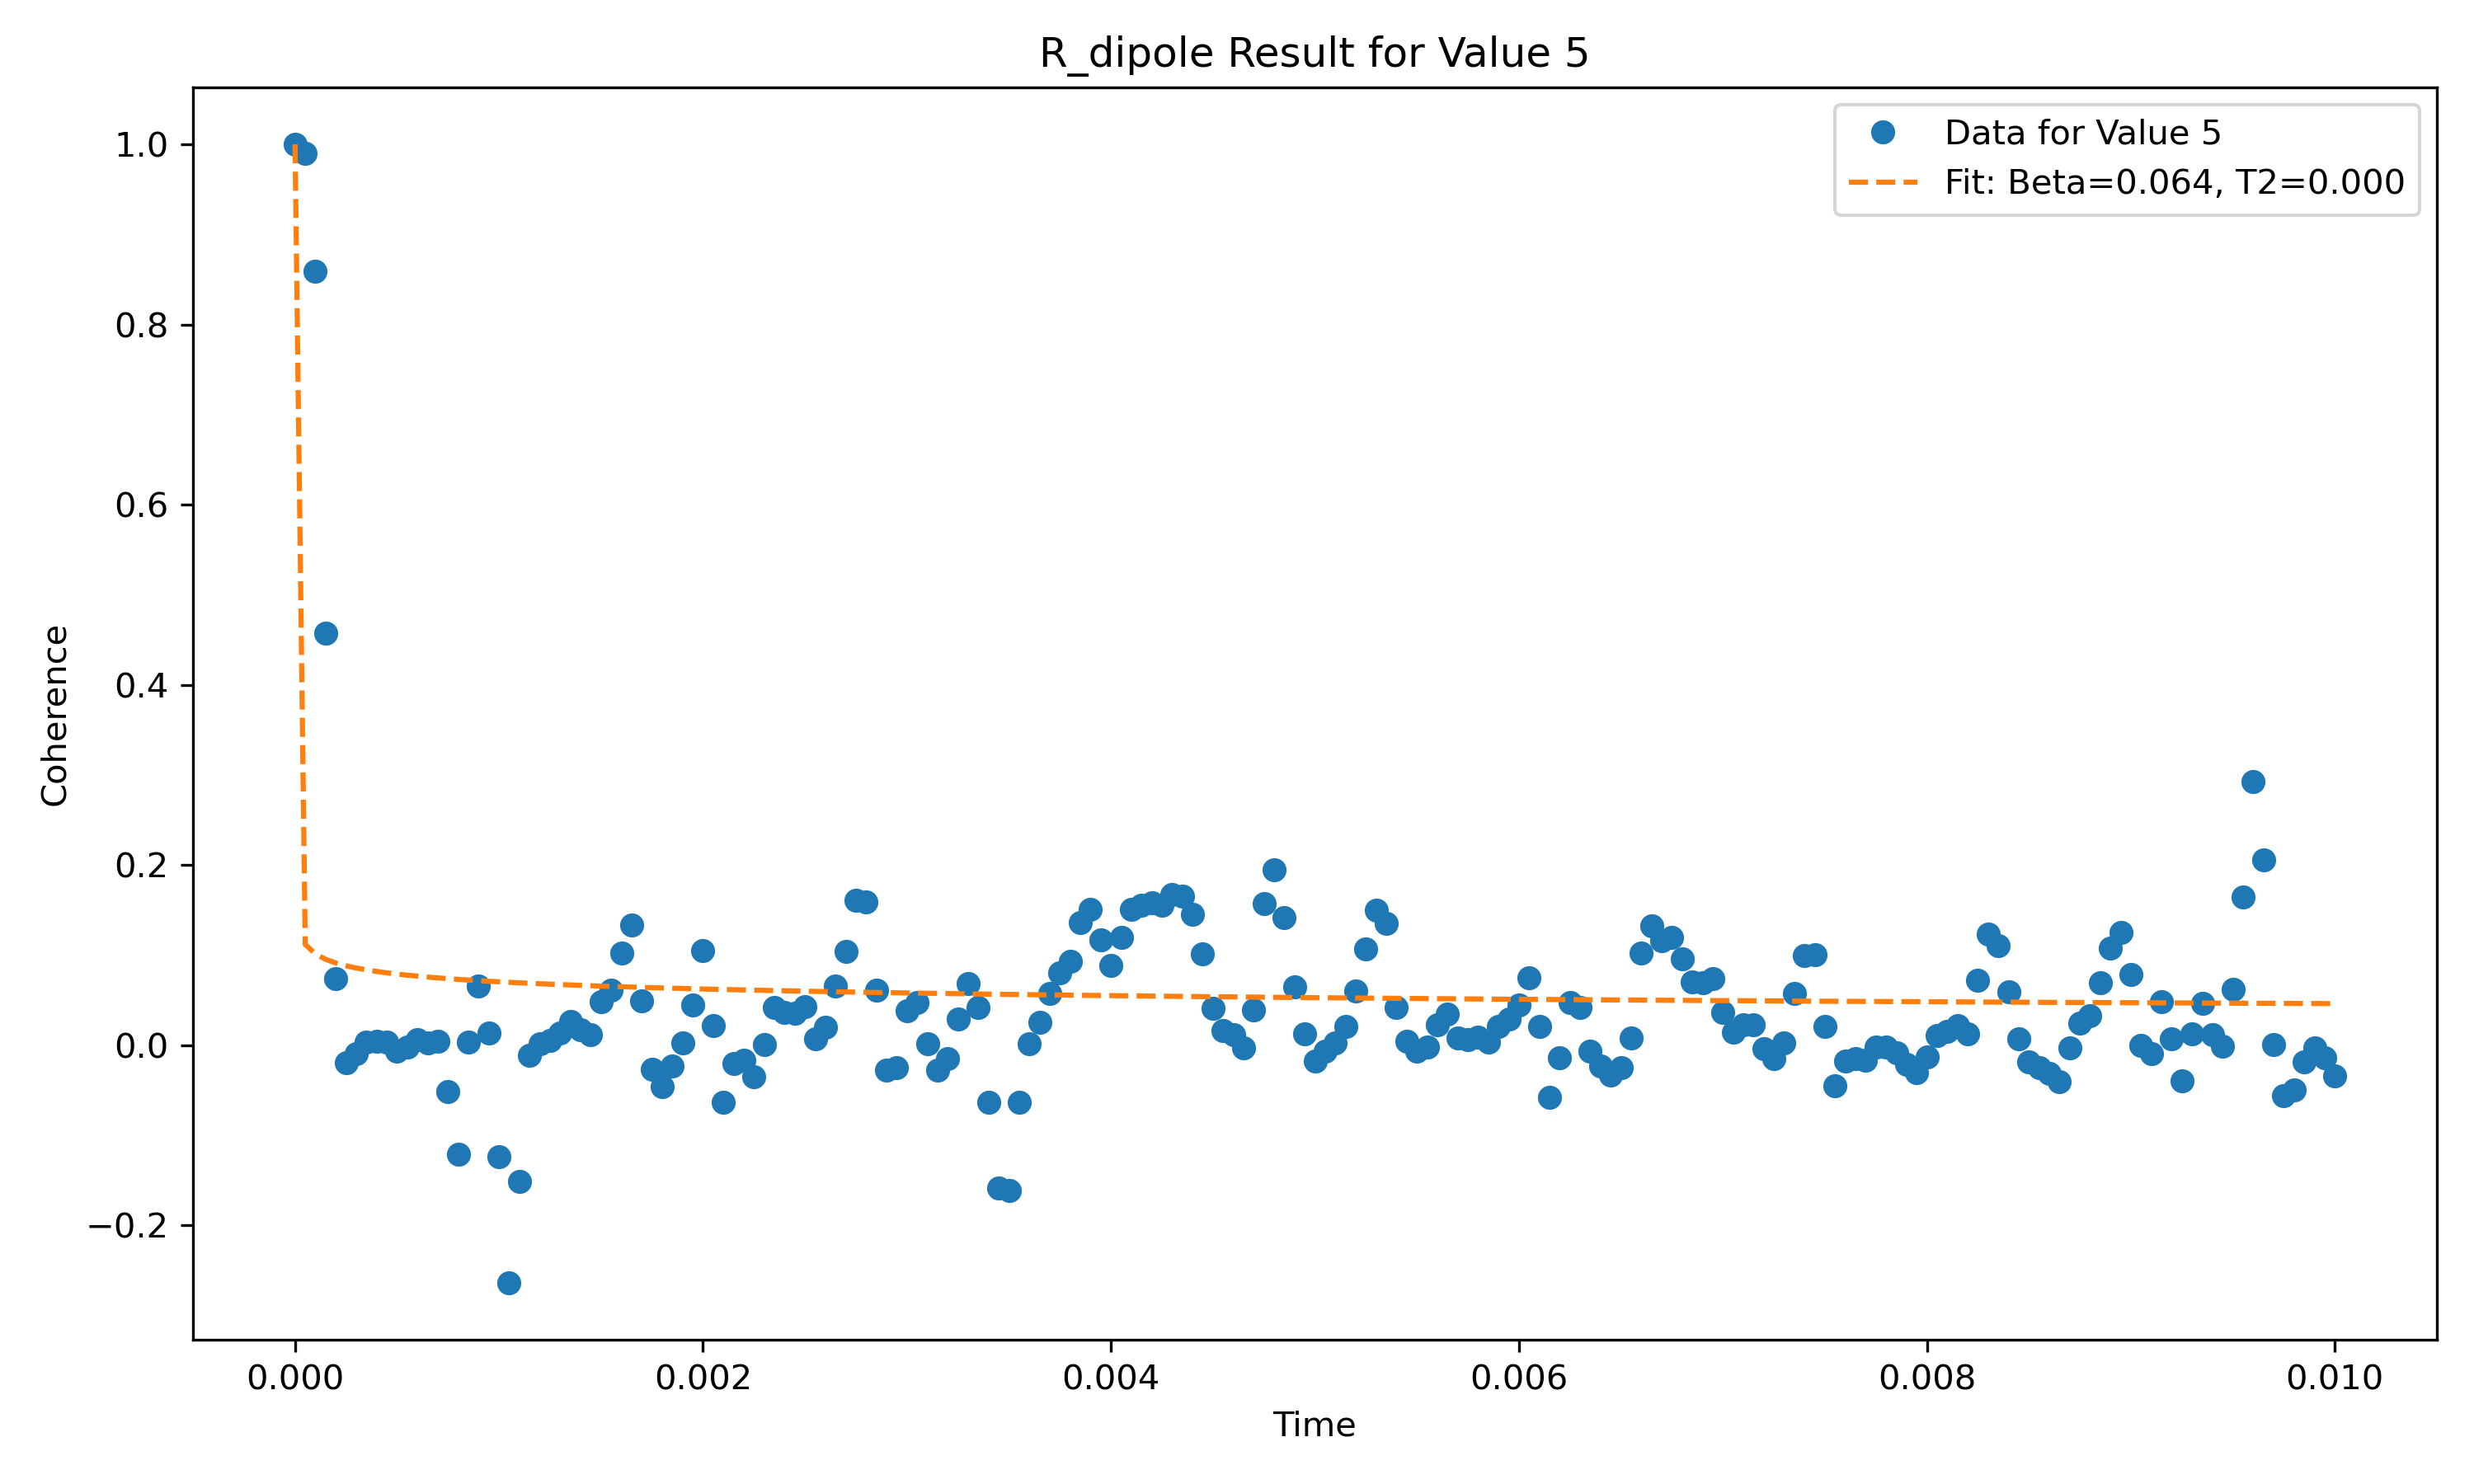 R_dipole Result for Value 5
Data for Value 5
Fit: Beta=0.064, T2=0.000
Coherence
1.0
0.8
0.6
0.4
0.2
0.0
−0.2
0.000 0.002 0.004 0.006 0.008 0.010
Time